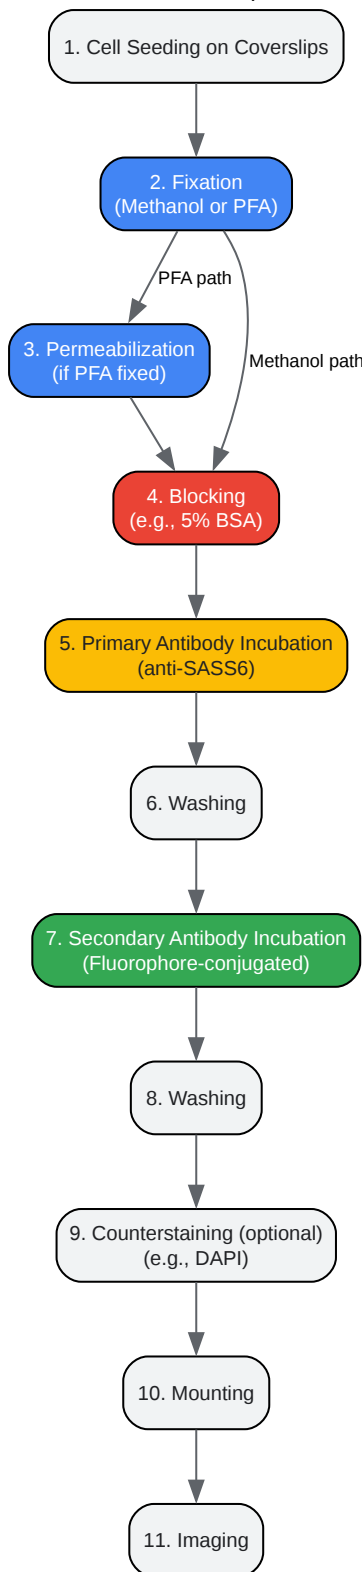 1. Cell Seeding on Coverslips
2. Fixation
(Methanol or PFA)
PFA path
3. Permeabilization
(if PFA fixed)
Methanol path
4. Blocking
(e.g., 5% BSA)
5. Primary Antibody Incubation
(anti-SASS6)
6. Washing
7. Secondary Antibody Incubation
(Fluorophore-conjugated)
8. Washing
9. Counterstaining (optional)
(e.g., DAPI)
10. Mounting
11. Imaging